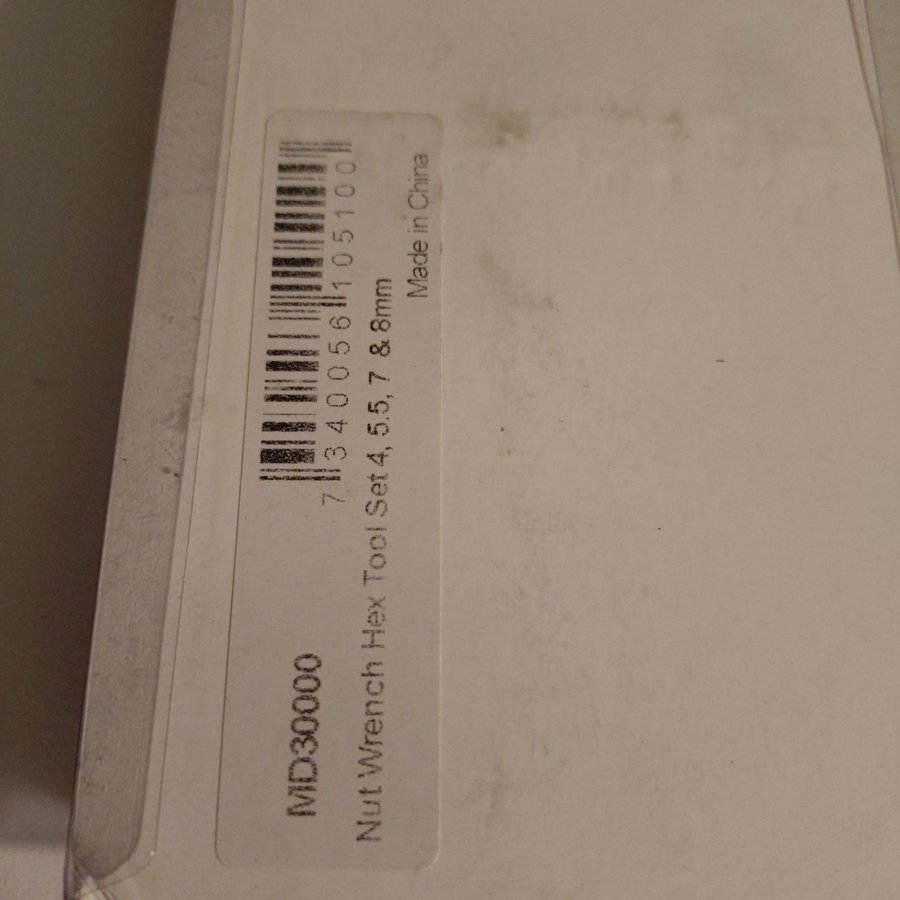 MD30000
7 340056 105100
Nut Wrench Hex Tool Set 4, 5.5, 7 & 8mm
Made in China